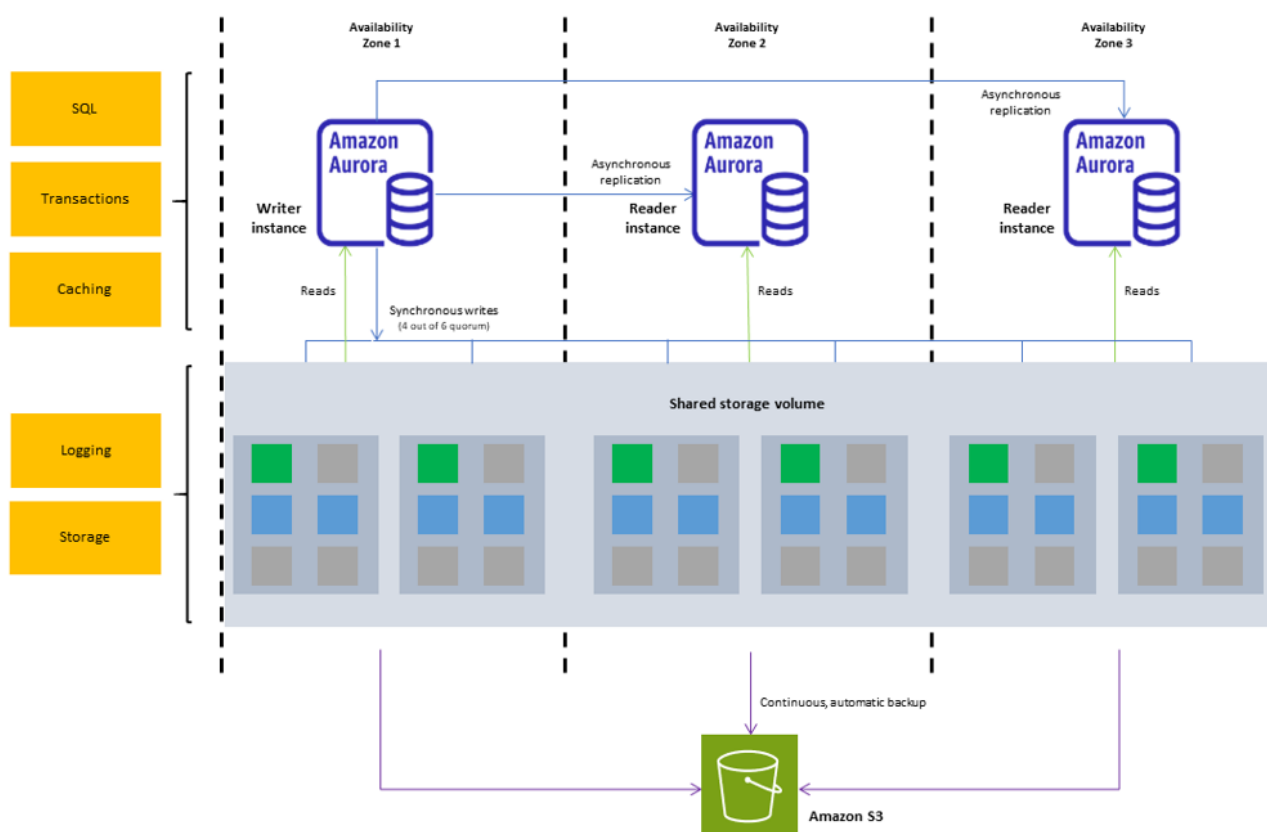 Availability
Zone 1
Availability
Zone 2
Availability
Zone 3
SQL
Transactions
Caching
Asynchronous
replication
Asynchronous
replication
Amazon
Aurora
Amazon
Aurora
Amazon
Aurora
Writer
instance
Reader
instance
Reader
instance
Reads
Synchronous writes
(4 out of 6 quorum)
Reads
Reads
Logging
Storage
Shared storage volume
Continuous, automatic backup
Amazon S3